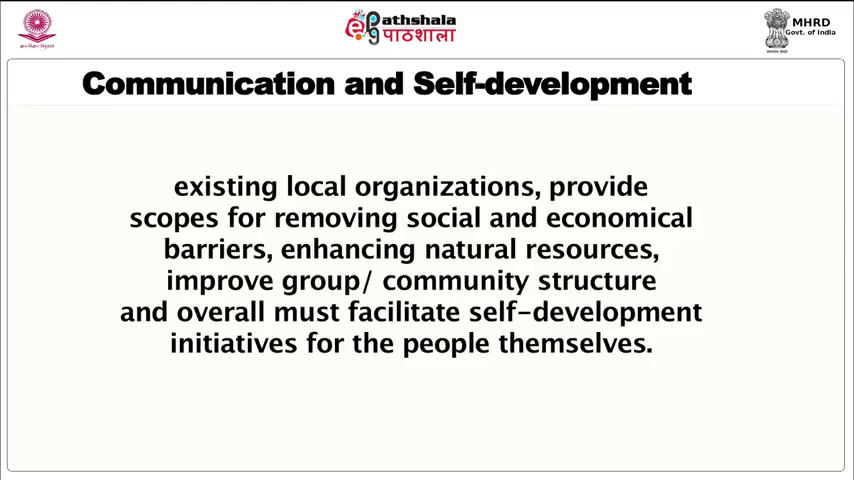 ePG Pathshala
पाठशाला
MHRD
Govt. of India
Communication and Self-development
existing local organizations, provide
scopes for removing social and economical
barriers, enhancing natural resources,
improve group/ community structure
and overall must facilitate self-development
initiatives for the people themselves.